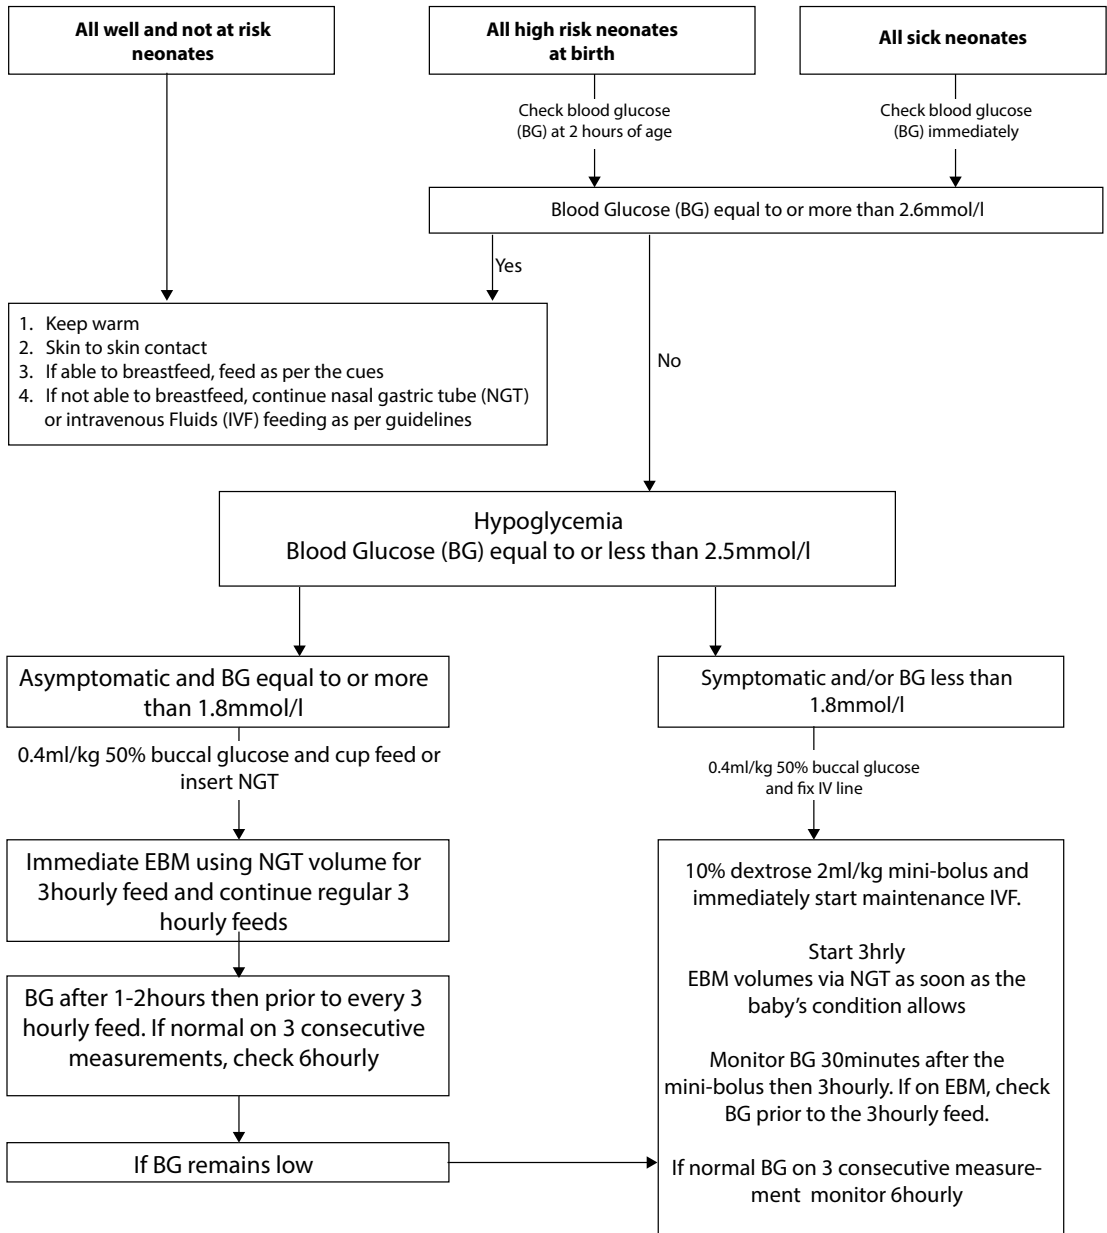 All well and not at risk
neonates
All high risk neonates
at birth
All sick neonates
Check blood glucose
(BG) at 2 hours of age
Check blood glucose
(BG) immediately
Blood Glucose (BG) equal to or more than 2.6mmol/l
Yes
No
1. Keep warm
2. Skin to skin contact
3. If able to breastfeed, feed as per the cues
4. If not able to breastfeed, continue nasal gastric tube (NGT)
or intravenous Fluids (IVF) feeding as per guidelines
Hypoglycemia
Blood Glucose (BG) equal to or less than 2.5mmol/l
Asymptomatic and BG equal to or more
than 1.8mmol/l
0.4ml/kg 50% buccal glucose and cup feed or
insert NGT
Immediate EBM using NGT volume for
3hourly feed and continue regular 3
hourly feeds
BG after 1-2hours then prior to every 3
hourly feed. If normal on 3 consecutive
measurements, check 6hourly
If BG remains low
Symptomatic and/or BG less than
1.8mmol/l
0.4ml/kg 50% buccal glucose
and fix IV line
10% dextrose 2ml/kg mini-bolus and
immediately start maintenance IVF.
Start 3hrly
EBM volumes via NGT as soon as the
baby's condition allows
Monitor BG 30minutes after the
mini-bolus then 3hourly. If on EBM, check
BG prior to the 3hourly feed.
If normal BG on 3 consecutive measure-
ment monitor 6hourly